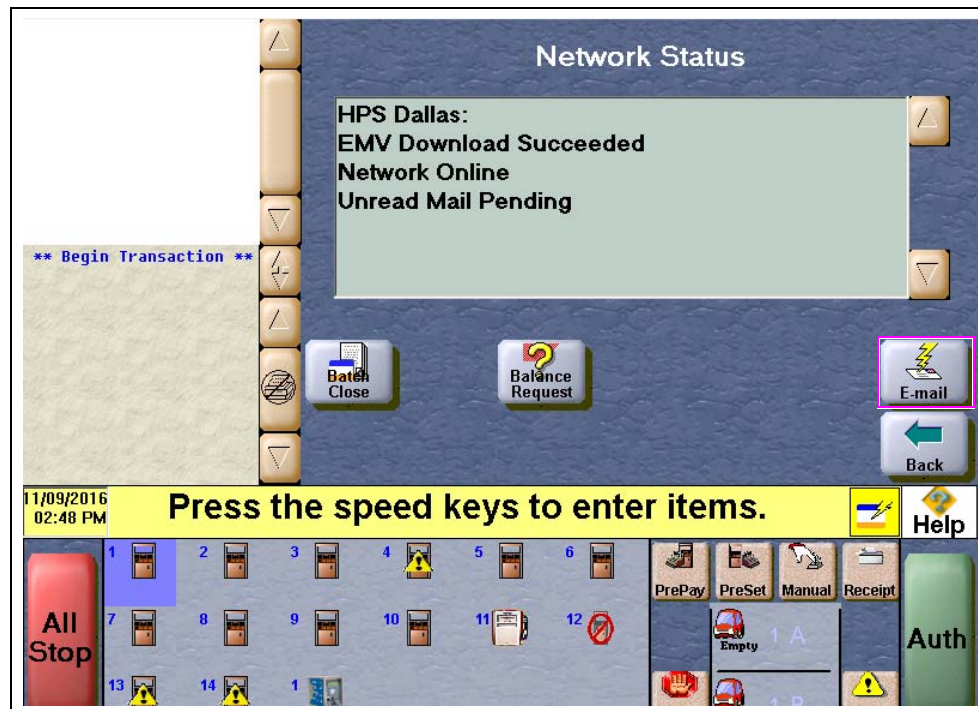 Network Status
HPS Dallas:
EMV Download Succeeded
Network Online
Unread Mail Pending
** Begin Transaction **
Batch
Close
Balance
Request
E-mail
Back
11/09/2016
02:48 PM
Press the speed keys to enter items.
Help
All
Stop
1
2
3
4
5
6
7
8
9
10
11
12
13
14
1
PrePay
PreSet
Manual
Receipt
Empty
1 A
1 B
Auth